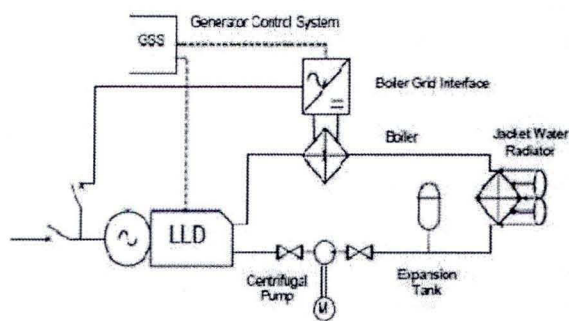 Generator Control System
GSS
Boiler Grid Interface
Boiler
Jacket Water
Radiator
LLD
Centrifugal
Pump
Expansion
Tank
M